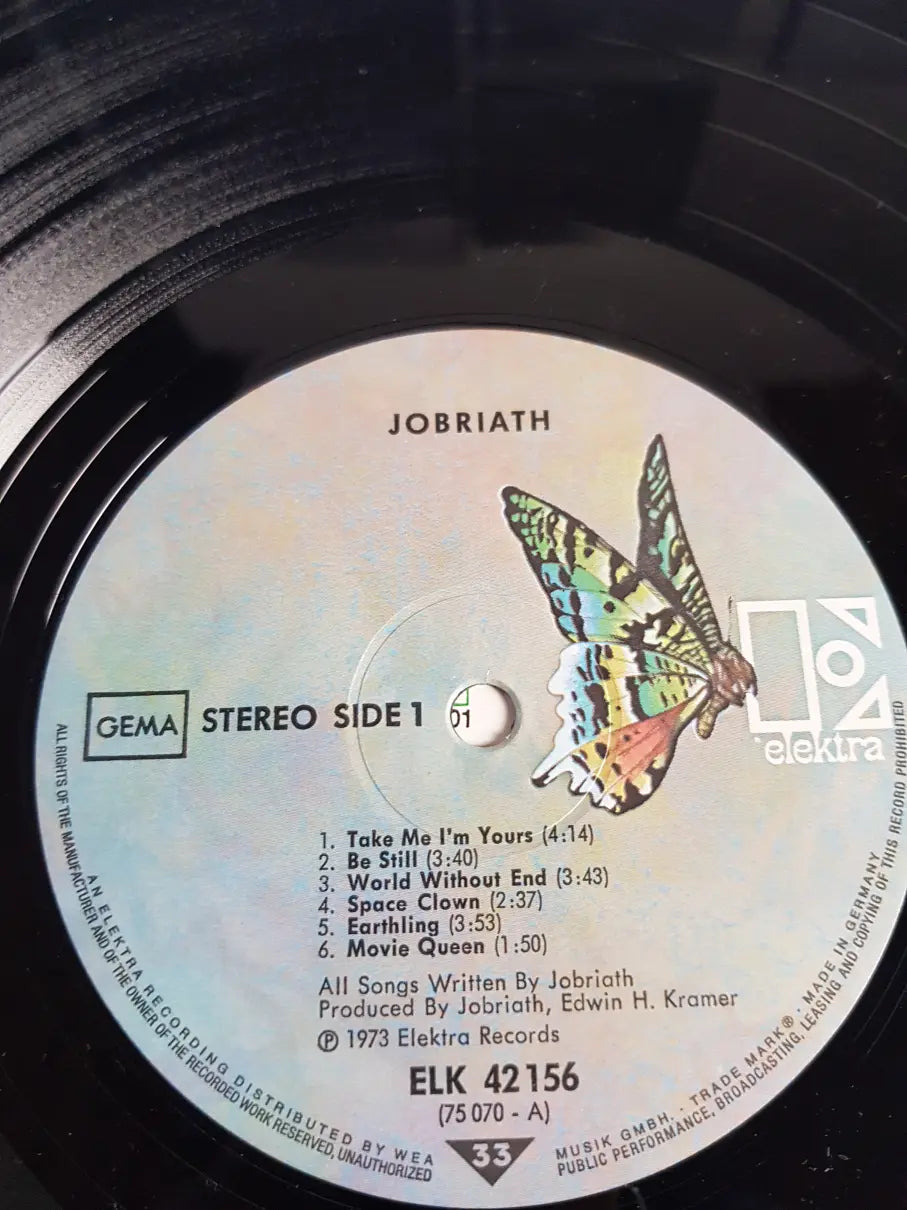 JOBRIATH
elektra
GEMA
STEREO SIDE 1
01
1. Take Me I'm Yours (4:14)
2. Be Still (3:40)
3. World Without End (3:43)
4. Space Clown (2:37)
5. Earthling (3:53)
6. Movie Queen (1:50)
All Songs Written By Jobriath
Produced By Jobriath, Edwin H. Kramer
℗ 1973 Elektra Records
ELK 42156
(75 070 - A)
33
AN ELEKTRA RECORDING DISTRIBUTED BY WEA MUSIK GMBH. . TRADE MARK® . MADE IN GERMANY
ALL RIGHTS OF THE MANUFACTURER AND OF THE OWNER OF THE RECORDED WORK RESERVED, UNAUTHORIZED PUBLIC PERFORMANCE, BROADCASTING, LEASING AND COPYING OF THIS RECORD PROHIBITED